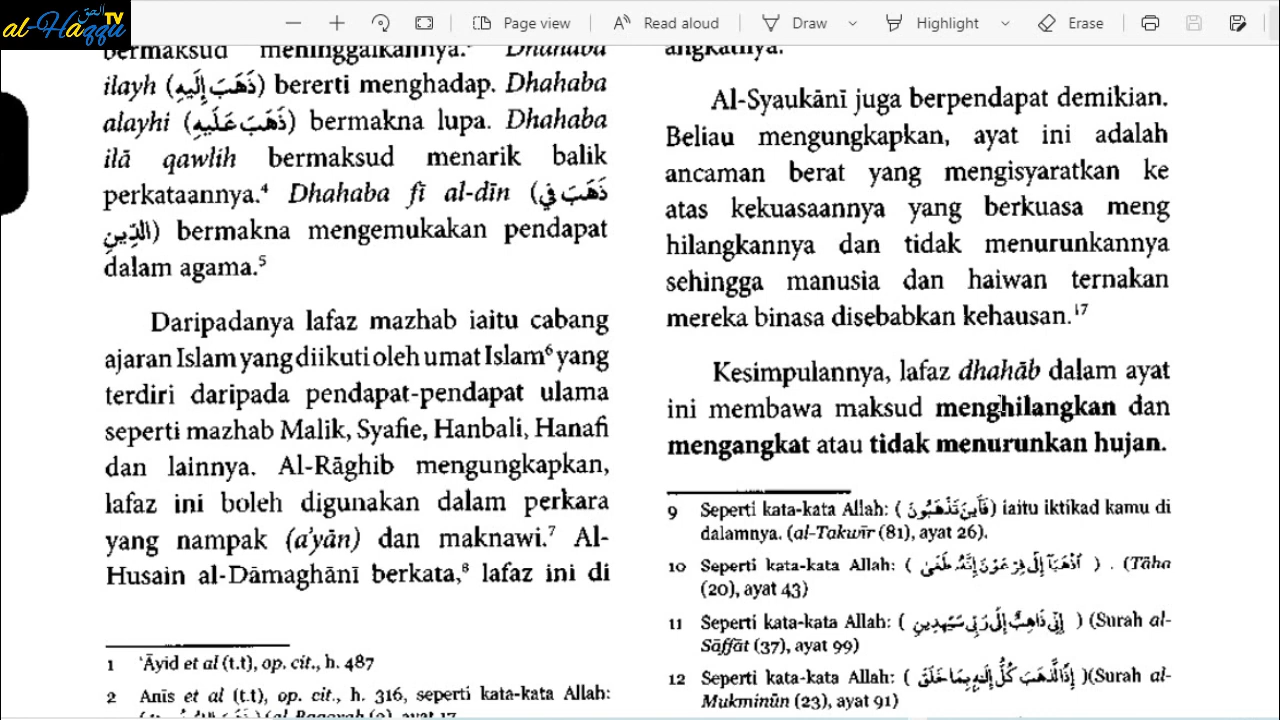 al-Haqqu TV
الحق
Page view
Read aloud
Draw
Highlight
Erase
bermaksud meninggalkannya.³ Dhahaba
ilayh (ذَهَبَ إِلَيهِ) bererti menghadap. Dhahaba
alayhi (ذَهَبَ عَلَيهِ) bermakna lupa. Dhahaba
ilā qawlih bermaksud menarik balik
perkataannya.⁴ Dhahaba fī al-dīn (ذَهَبَ فِي
الدِّينِ) bermakna mengemukakan pendapat
dalam agama.⁵
Daripadanya lafaz mazhab iaitu cabang
ajaran Islam yang diikuti oleh umat Islam⁶ yang
terdiri daripada pendapat-pendapat ulama
seperti mazhab Malik, Syafie, Hanbali, Hanafi
dan lainnya. Al-Rāghib mengungkapkan,
lafaz ini boleh digunakan dalam perkara
yang nampak (a'yān) dan maknawi.⁷ Al-
Husain al-Dāmaghānī berkata,⁸ lafaz ini di
1 'Āyid et al (t.t), op. cit., h. 487
2 Anīs et al (t.t), op. cit., h. 316, seperti kata-kata Allah:
angkatnya.
Al-Syaukānī juga berpendapat demikian.
Beliau mengungkapkan, ayat ini adalah
ancaman berat yang mengisyaratkan ke
atas kekuasaannya yang berkuasa meng
hilangkannya dan tidak menurunkannya
sehingga manusia dan haiwan ternakan
mereka binasa disebabkan kehausan.¹⁷
Kesimpulannya, lafaz dhahāb dalam ayat
ini membawa maksud menghilangkan dan
mengangkat atau tidak menurunkan hujan.
9 Seperti kata-kata Allah: (فَأَيْنَ تَذْهَبُونَ) iaitu iktikad kamu di
dalamnya. (al-Takwīr (81), ayat 26).
10 Seperti kata-kata Allah: ( ٱذْهَبَآ إِلَىٰ فِرْعَوْنَ إِنَّهُۥ طَغَىٰ ) . (Tāha
(20), ayat 43)
11 Seperti kata-kata Allah: ( إِنِّي ذَاهِبٌ إِلَىٰ رَبِّي سَيَهْدِينِ ) (Surah al-
Sāffāt (37), ayat 99)
12 Seperti kata-kata Allah: ( إِذًا لَّذَهَبَ كُلُّ إِلَٰهٍ بِمَا خَلَقَ )(Surah al-
Mukminūn (23), ayat 91)